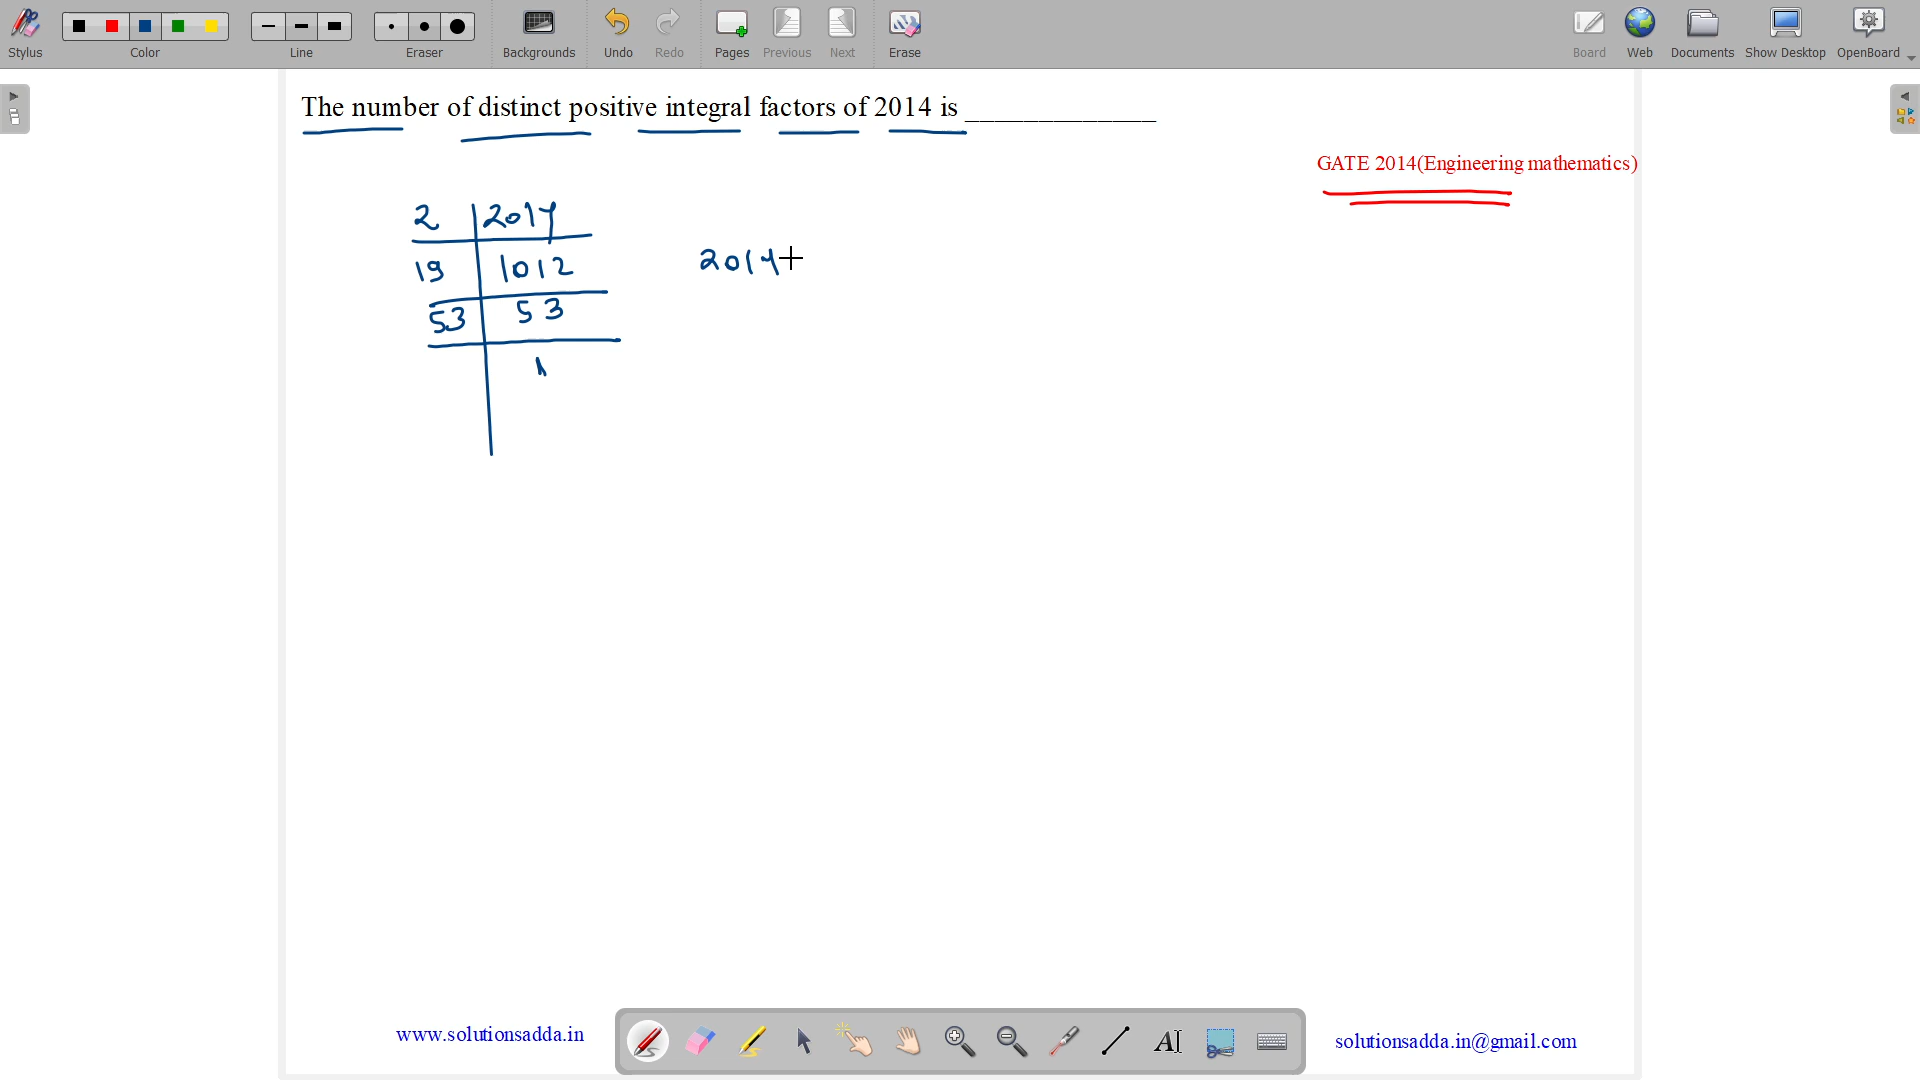 Stylus
Color
Line
Eraser
Backgrounds
Undo
Redo
Pages
Previous
Next
Erase
Board
Web
Documents
Show Desktop
OpenBoard
The number of distinct positive integral factors of 2014 is _____________
GATE 2014(Engineering mathematics)
2 2014
19 1012
2014
53 53
1
www.solutionsadda.in
solutionsadda.in@gmail.com